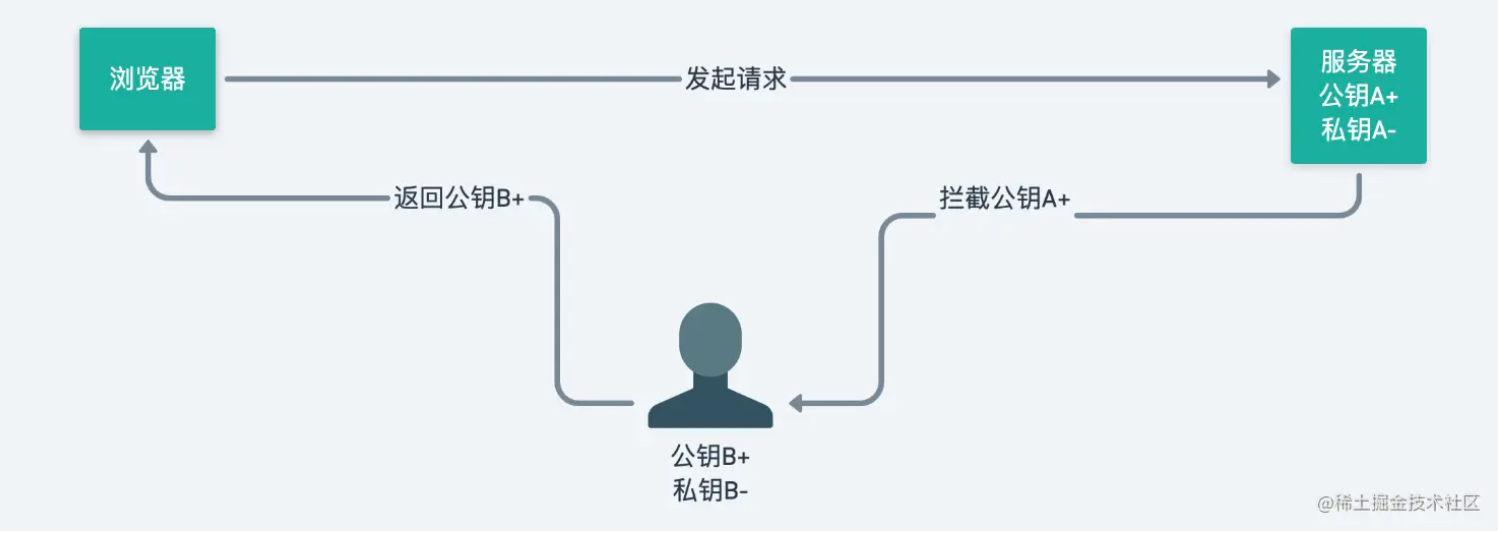 浏览器
发起请求
服务器
公钥A+
私钥A-
返回公钥B+
拦截公钥A+
公钥B+
私钥B-
@稀土掘金技术社区